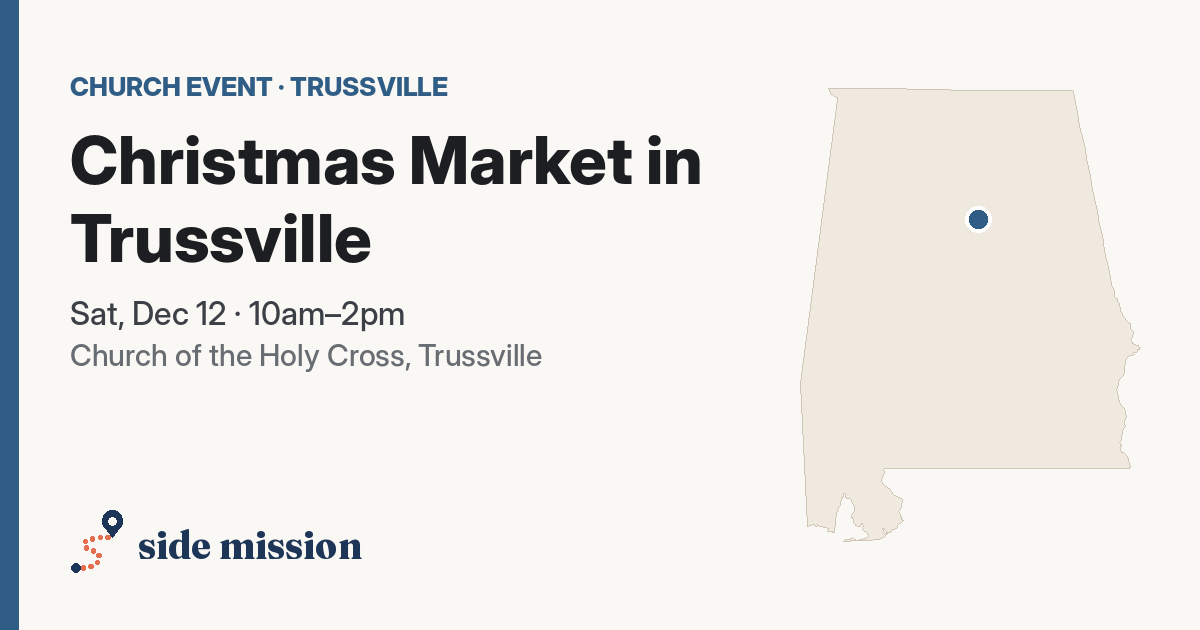 CHURCH EVENT · TRUSSVILLE
Christmas Market in
Trussville
Sat, Dec 12 · 10am–2pm
Church of the Holy Cross, Trussville
side mission